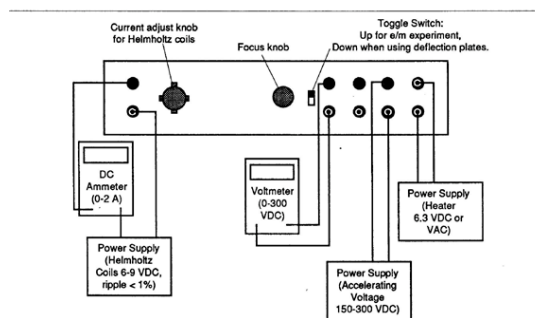 Current adjust knob
for Helmholtz coils
Focus knob
Toggle Switch:
Up for e/m experiment,
Down when using deflection plates.
DC
Ammeter
(0-2 A)
Voltmeter
(0-300
VDC)
Power Supply
(Heater
6.3 VDC or
VAC)
Power Supply
(Helmholtz
Coils 6-9 VDC,
ripple < 1%)
Power Supply
(Accelerating
Voltage
150-300 VDC)